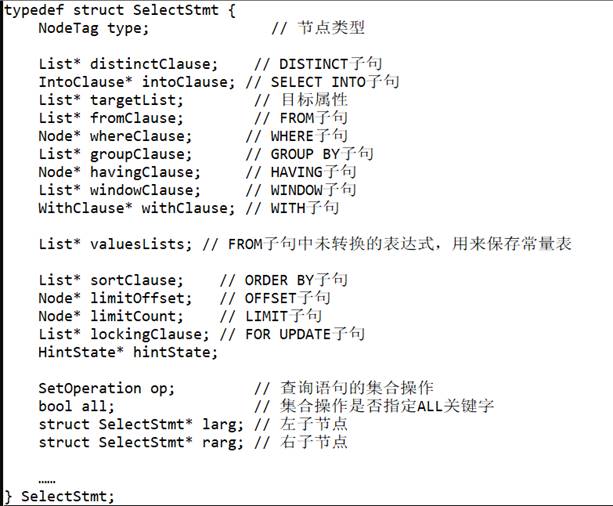 typedef struct SelectStmt {
NodeTag type; // 节点类型
List* distinctClause; // DISTINCT子句
IntoClause* intoClause; // SELECT INTO子句
List* targetList; // 目标属性
List* fromClause; // FROM子句
Node* whereClause; // WHERE子句
List* groupClause; // GROUP BY子句
Node* havingClause; // HAVING子句
List* windowClause; // WINDOW子句
WithClause* withClause; // WITH子句
List* valuesLists; // FROM子句中未转换的表达式，用来保存常量表
List* sortClause; // ORDER BY子句
Node* limitOffset; // OFFSET子句
Node* limitCount; // LIMIT子句
List* lockingClause; // FOR UPDATE子句
HintState* hintState;
SetOperation op; // 查询语句的集合操作
bool all; // 集合操作是否指定ALL关键字
struct SelectStmt* larg; // 左子节点
struct SelectStmt* rarg; // 右子节点
……
} SelectStmt;